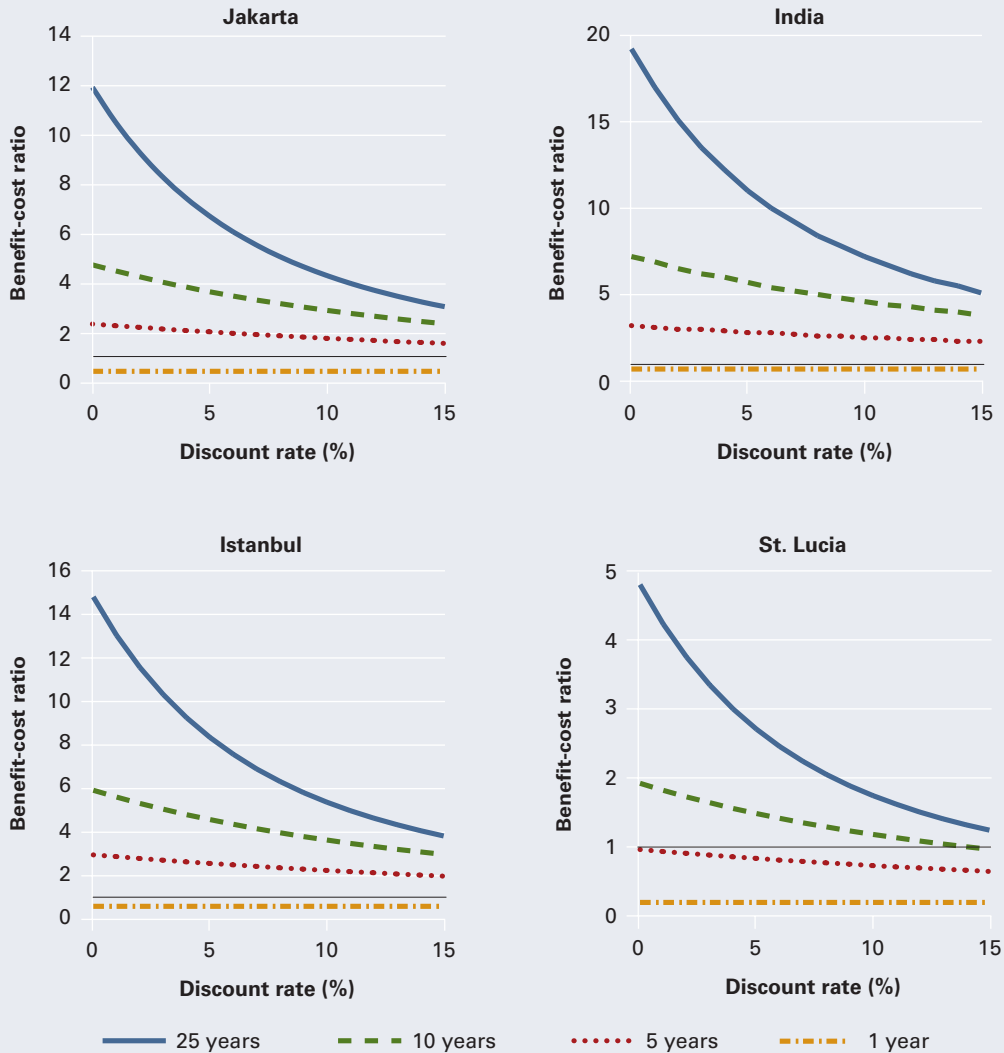 Jakarta
14
12
10
8
6
4
2
0
Benefit-cost ratio
0 5 10 15
Discount rate (%)
India
20
15
10
5
0
Benefit-cost ratio
0 5 10 15
Discount rate (%)
Istanbul
16
14
12
10
8
6
4
2
0
Benefit-cost ratio
0 5 10 15
Discount rate (%)
St. Lucia
5
4
3
2
1
0
Benefit-cost ratio
0 5 10 15
Discount rate (%)
25 years 10 years 5 years 1 year